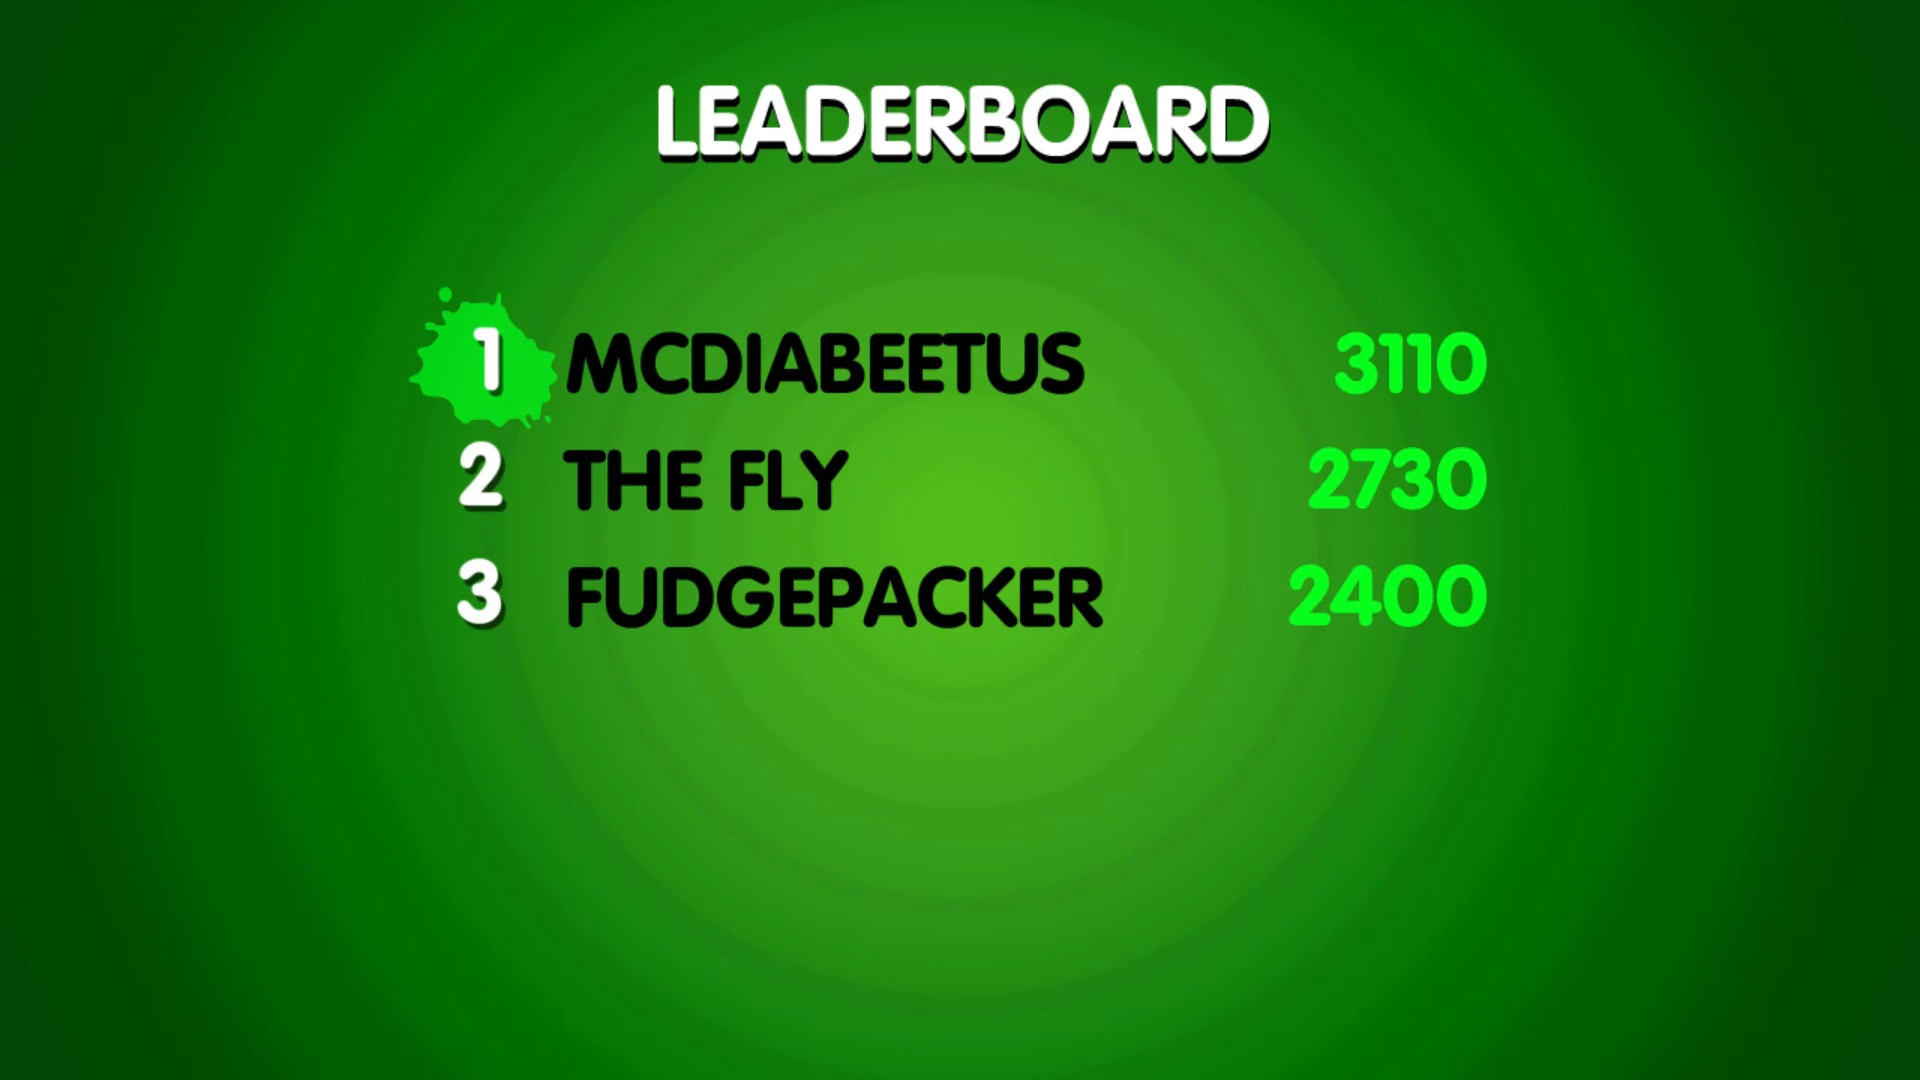 LEADERBOARD
1 MCDIABEETUS 3110
2 THE FLY 2730
3 FUDGEPACKER 2400